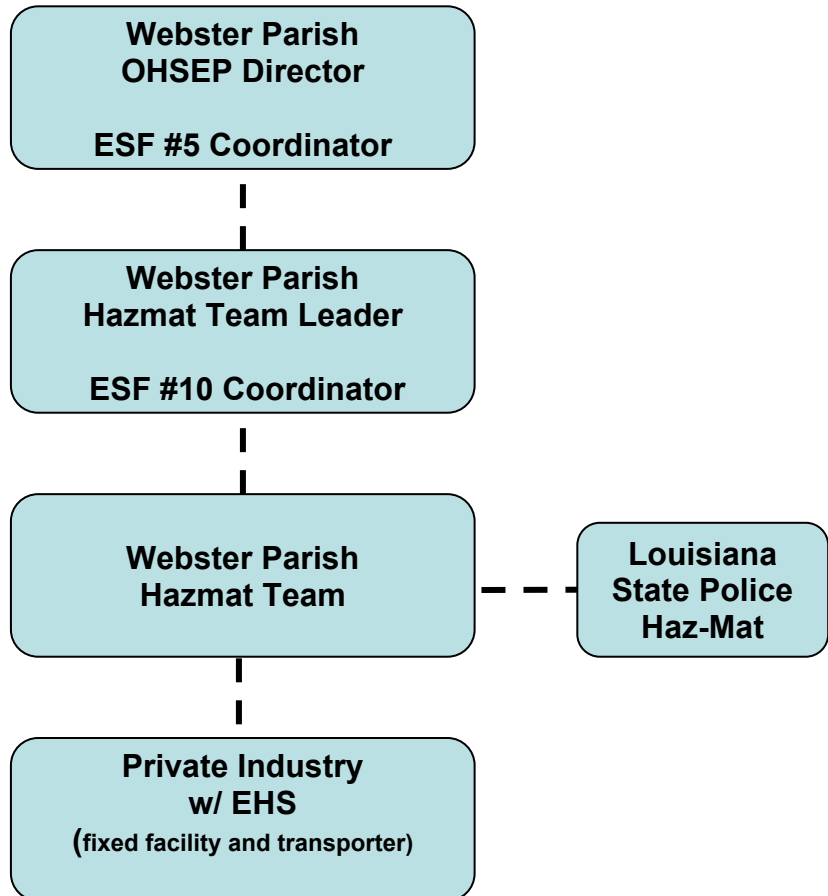 Webster Parish
OHSEP Director
ESF #5 Coordinator
Webster Parish
Hazmat Team Leader
ESF #10 Coordinator
Webster Parish
Hazmat Team
Louisiana
State Police
Haz-Mat
Private Industry
w/ EHS
(fixed facility and transporter)